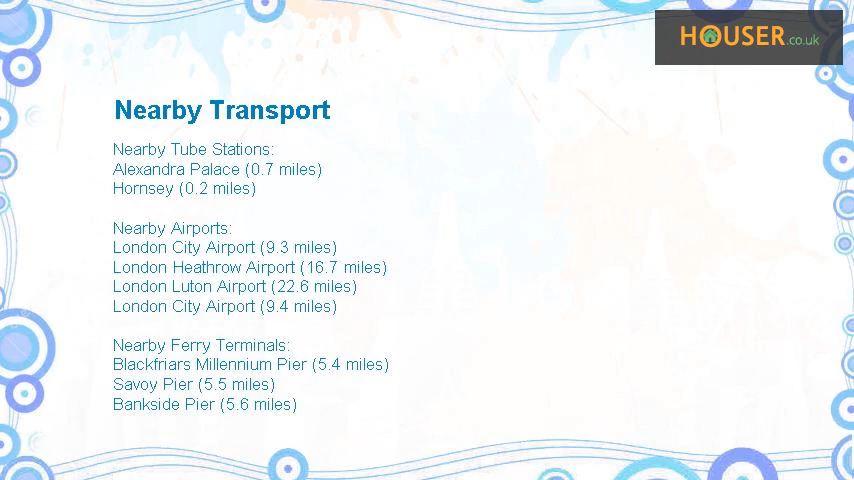 HOUSER.co.uk
Nearby Transport
Nearby Tube Stations:
Alexandra Palace (0.7 miles)
Hornsey (0.2 miles)
Nearby Airports:
London City Airport (9.3 miles)
London Heathrow Airport (16.7 miles)
London Luton Airport (22.6 miles)
London City Airport (9.4 miles)
Nearby Ferry Terminals:
Blackfriars Millennium Pier (5.4 miles)
Savoy Pier (5.5 miles)
Bankside Pier (5.6 miles)